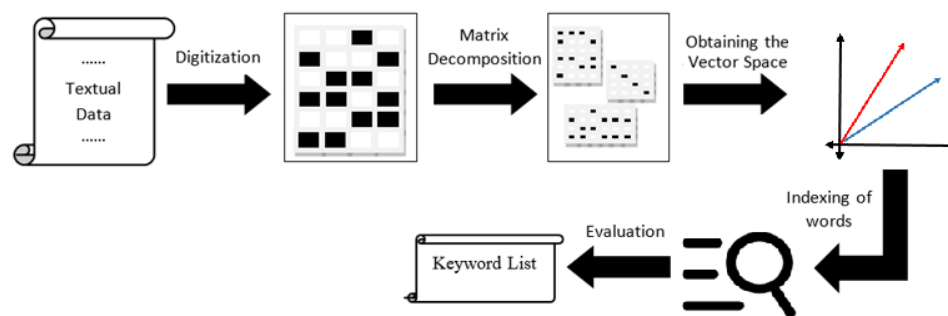 ......
Textual
Data
......
Digitization
Matrix
Decomposition
Obtaining the
Vector Space
Indexing of
words
Evaluation
Keyword List